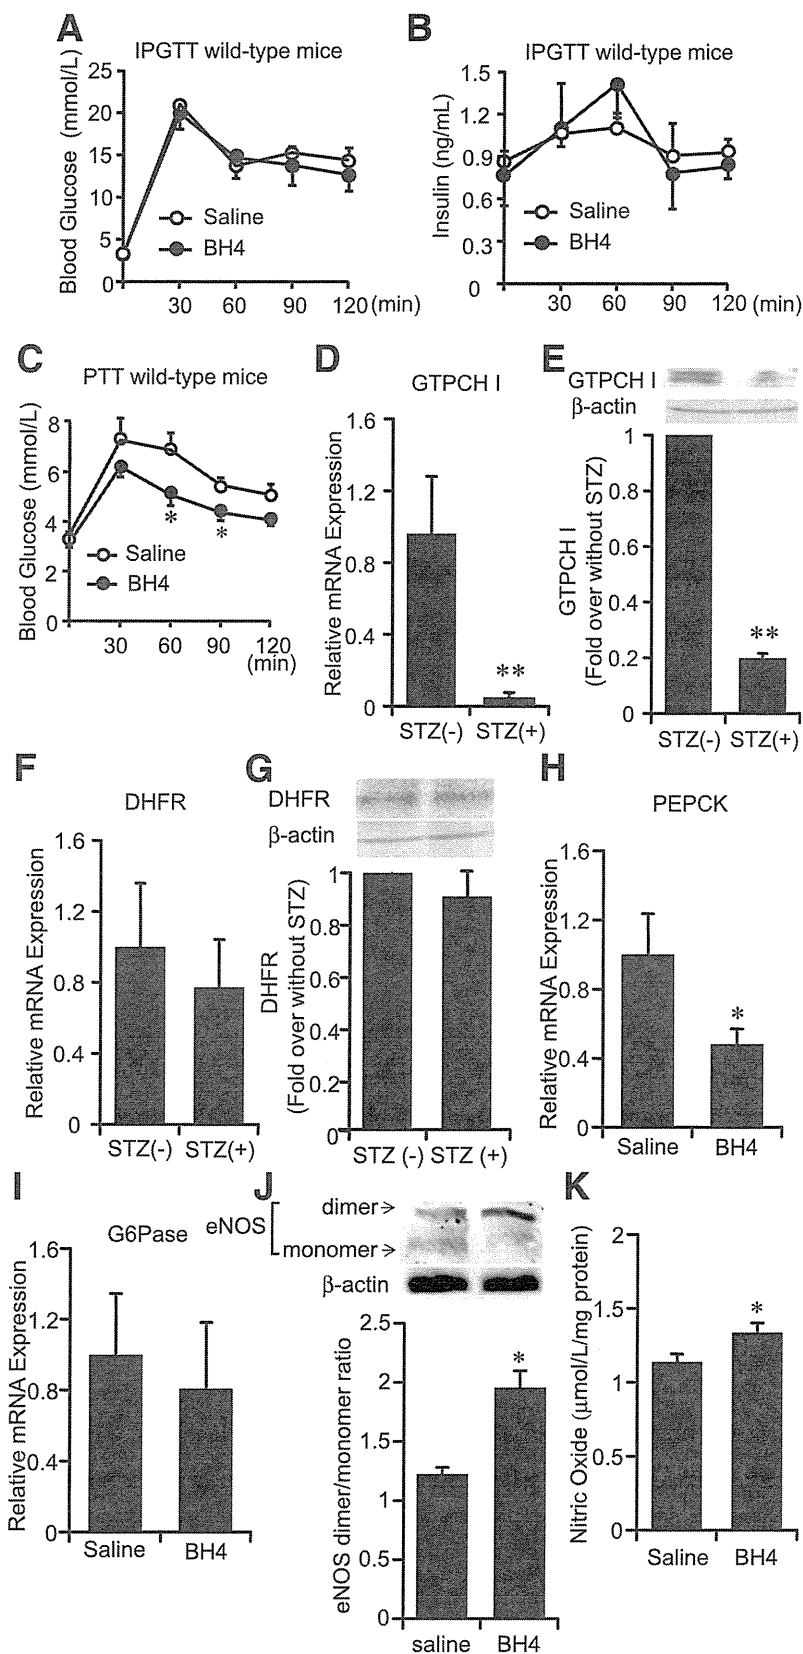 A
IPGTT wild-type mice
Blood Glucose (mmol/L)
25
20
15
10
5
0
Saline
BH4
30 60 90 120 (min)
B
IPGTT wild-type mice
Insulin (ng/mL)
1.5
1.2
0.9
0.6
0.3
0
Saline
BH4
30 60 90 120 (min)
C
PTT wild-type mice
Blood Glucose (mmol/L)
8
6
4
2
0
* *
Saline
BH4
30 60 90 120
(min)
D
GTPCH I
Relative mRNA Expression
1.6
1.2
0.8
0.4
0
**
STZ(-) STZ(+)
E
GTPCH I
β-actin
GTPCH I
(Fold over without STZ)
1
0.8
0.6
0.4
0.2
0
**
STZ(-) STZ(+)
F
DHFR
Relative mRNA Expression
1.6
1.2
0.8
0.4
0
STZ(-) STZ(+)
G
DHFR
β-actin
DHFR
(Fold over without STZ)
1
0.8
0.6
0.4
0.2
0
STZ (-) STZ (+)
H
PEPCK
Relative mRNA Expression
1.6
1.2
0.8
0.4
0
*
Saline BH4
I
G6Pase
Relative mRNA Expression
1.6
1.2
0.8
0.4
0
Saline BH4
J
eNOS
dimer
monomer
β-actin
eNOS dimer/monomer ratio
2.5
2
1.5
1
0.5
0
*
saline BH4
K
Nitric Oxide (μmol/L/mg protein)
2
1.5
1
0.5
0
*
Saline BH4